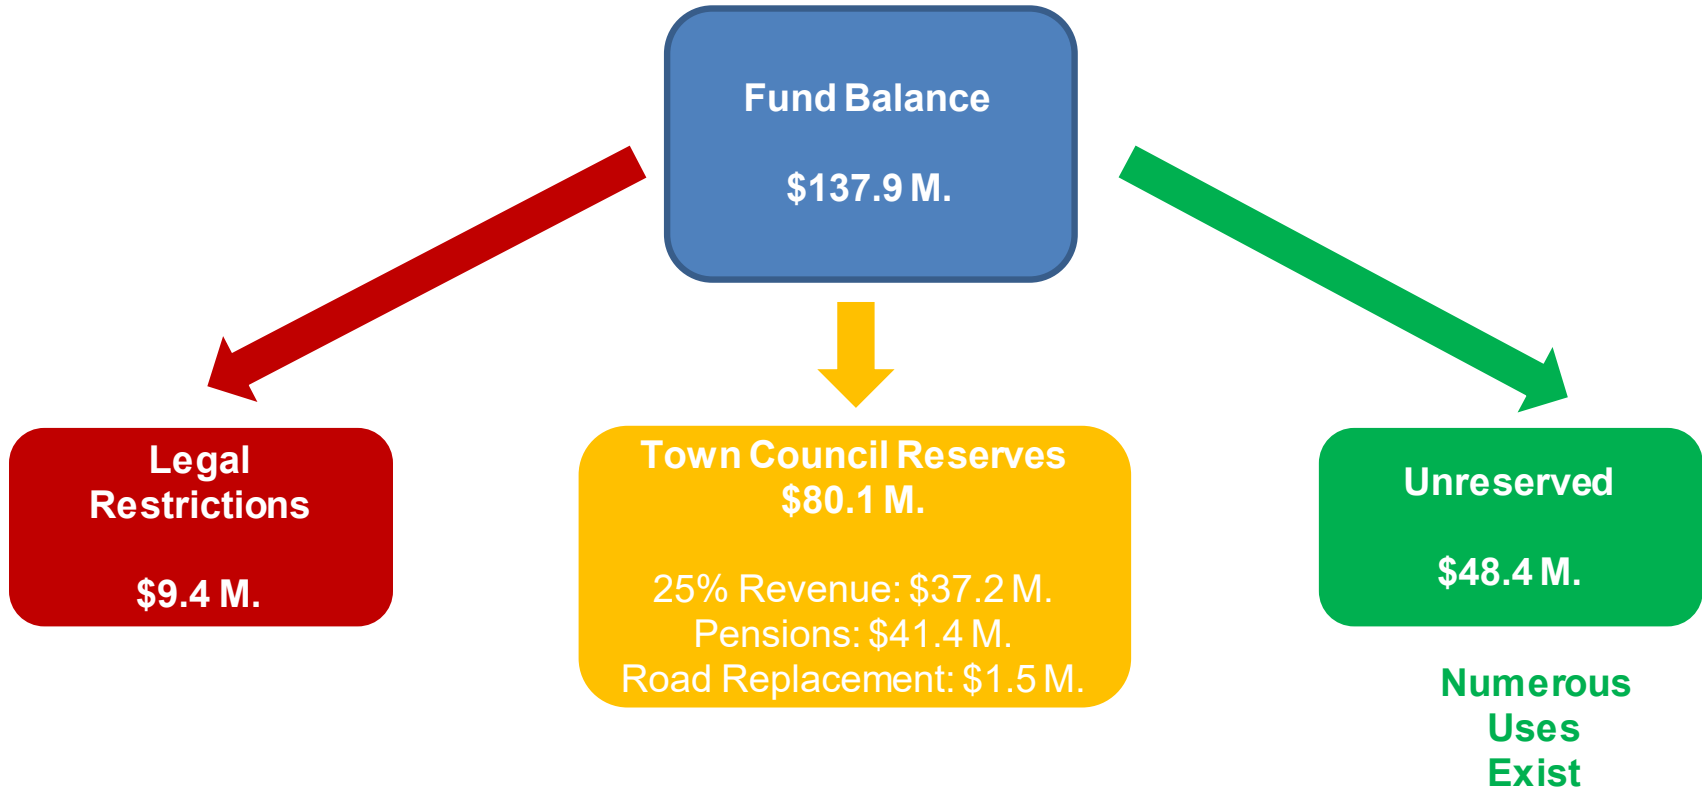 Fund Balance
$137.9 M.
Legal
Restrictions
$9.4 M.
Town Council Reserves
$80.1 M.
25% Revenue: $37.2 M.
Pensions: $41.4 M.
Road Replacement: $1.5 M.
Unreserved
$48.4 M.
Numerous
Uses
Exist